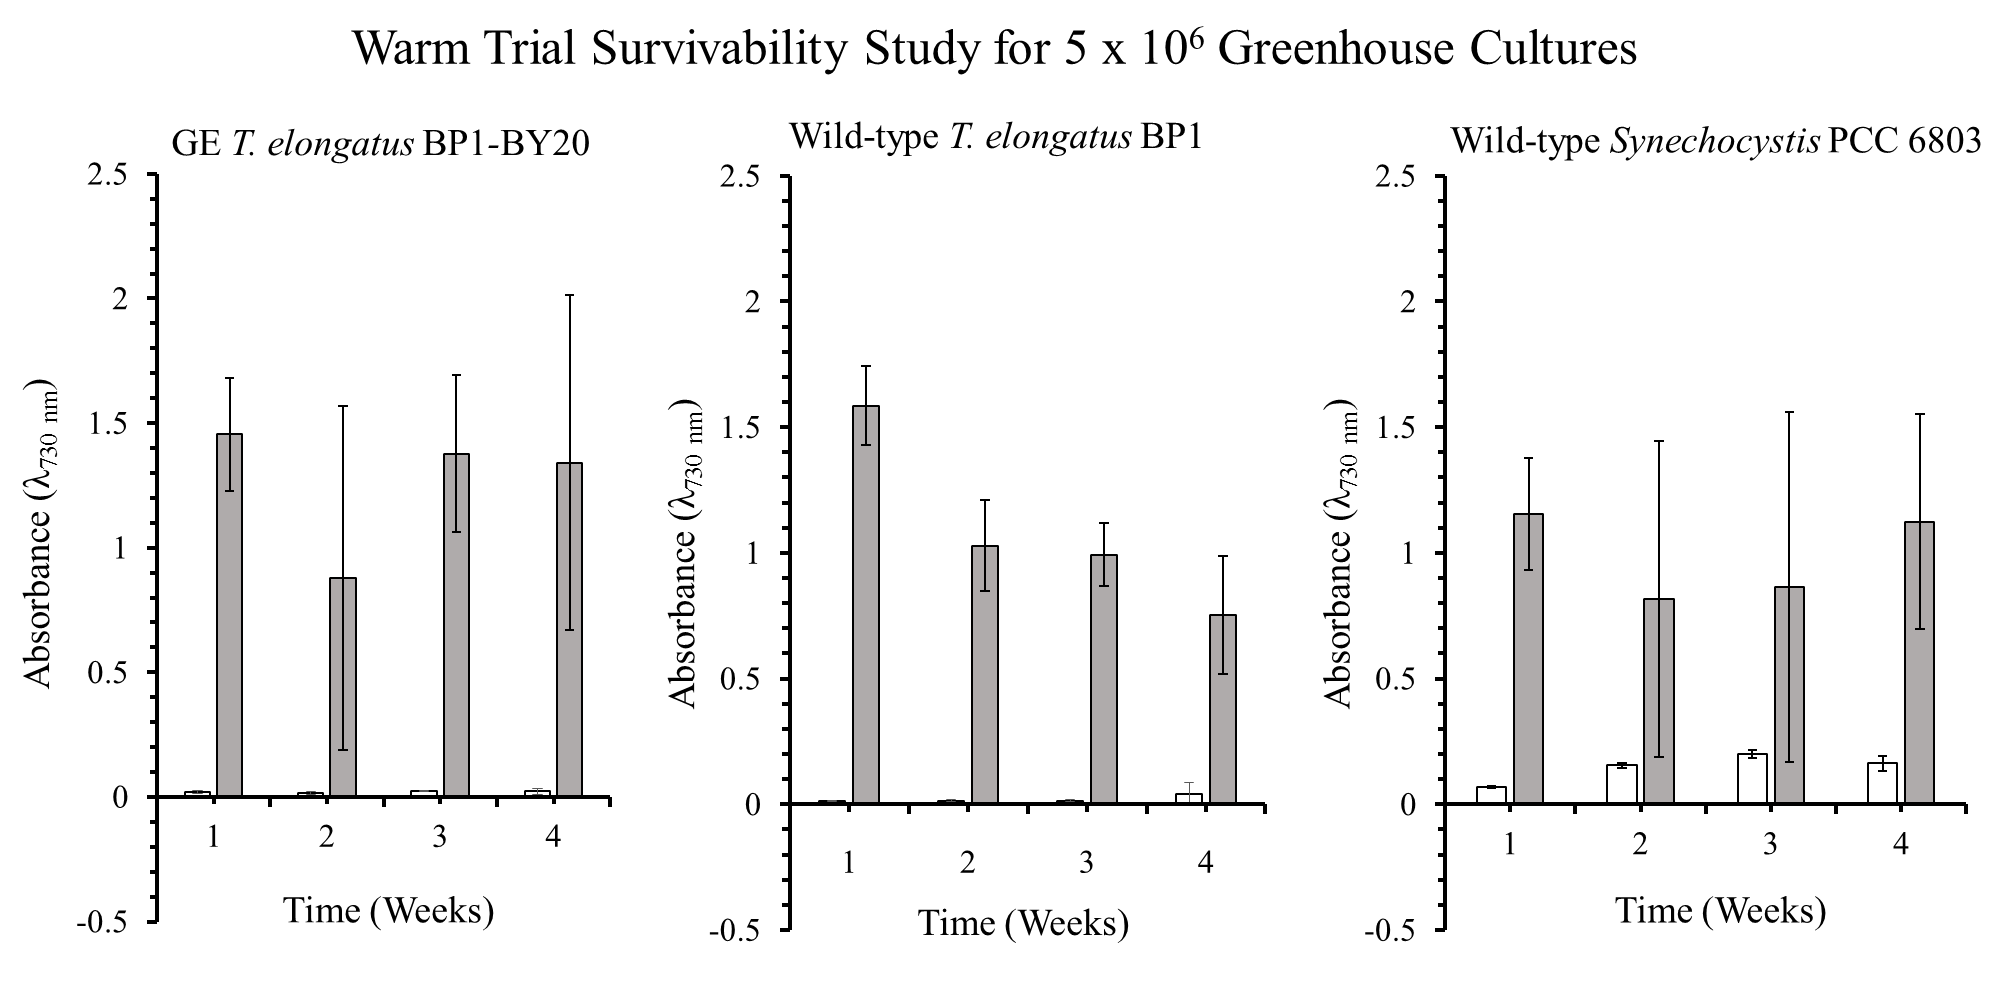 Warm Trial Survivability Study for 5 x 10⁶ Greenhouse Cultures
GE T. elongatus BP1-BY20
2.5
2
1.5
1
0.5
0
-0.5
Absorbance (λ730 nm)
1 2 3 4
Time (Weeks)
Wild-type T. elongatus BP1
2.5
2
1.5
1
0.5
0
-0.5
Absorbance (λ730 nm)
1 2 3 4
Time (Weeks)
Wild-type Synechocystis PCC 6803
2.5
2
1.5
1
0.5
0
-0.5
Absorbance (λ730 nm)
1 2 3 4
Time (Weeks)